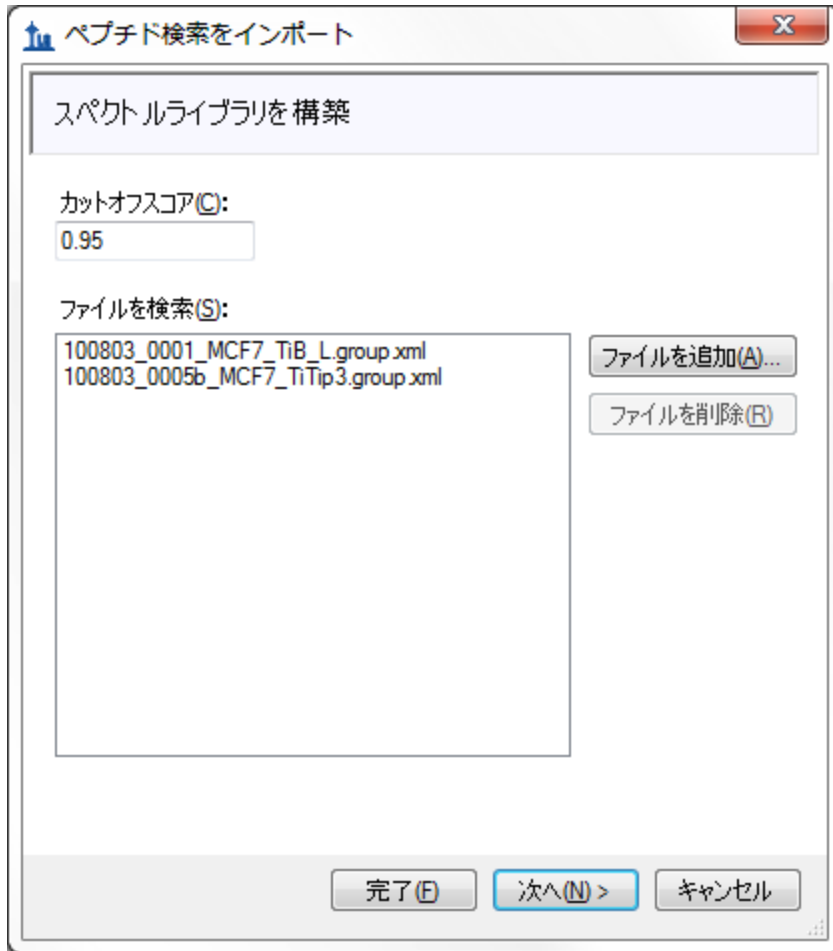 ペプチド検索をインポート
スペクトルライブラリを構築
カットオフスコア(C):
0.95
ファイルを検索(S):
100803_0001_MCF7_TiB_L.group.xml
100803_0005b_MCF7_TiTip3.group.xml
ファイルを追加(A)...
ファイルを削除(R)
完了(F)
次へ(N) >
キャンセル